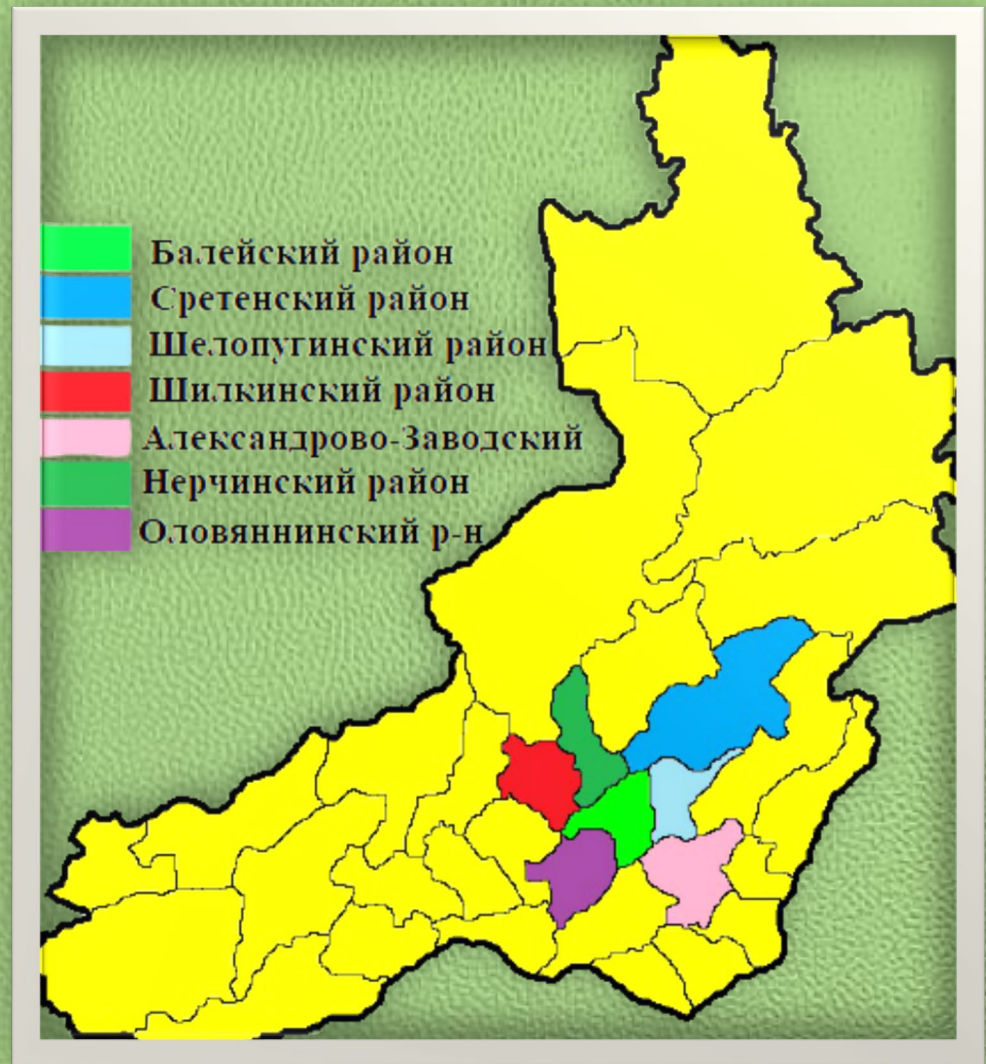 Балейский район
Сретенский район
Шелопугинский район
Шилкинский район
Александрово-Заводский
Нерчинский район
Оловяннинский р-н